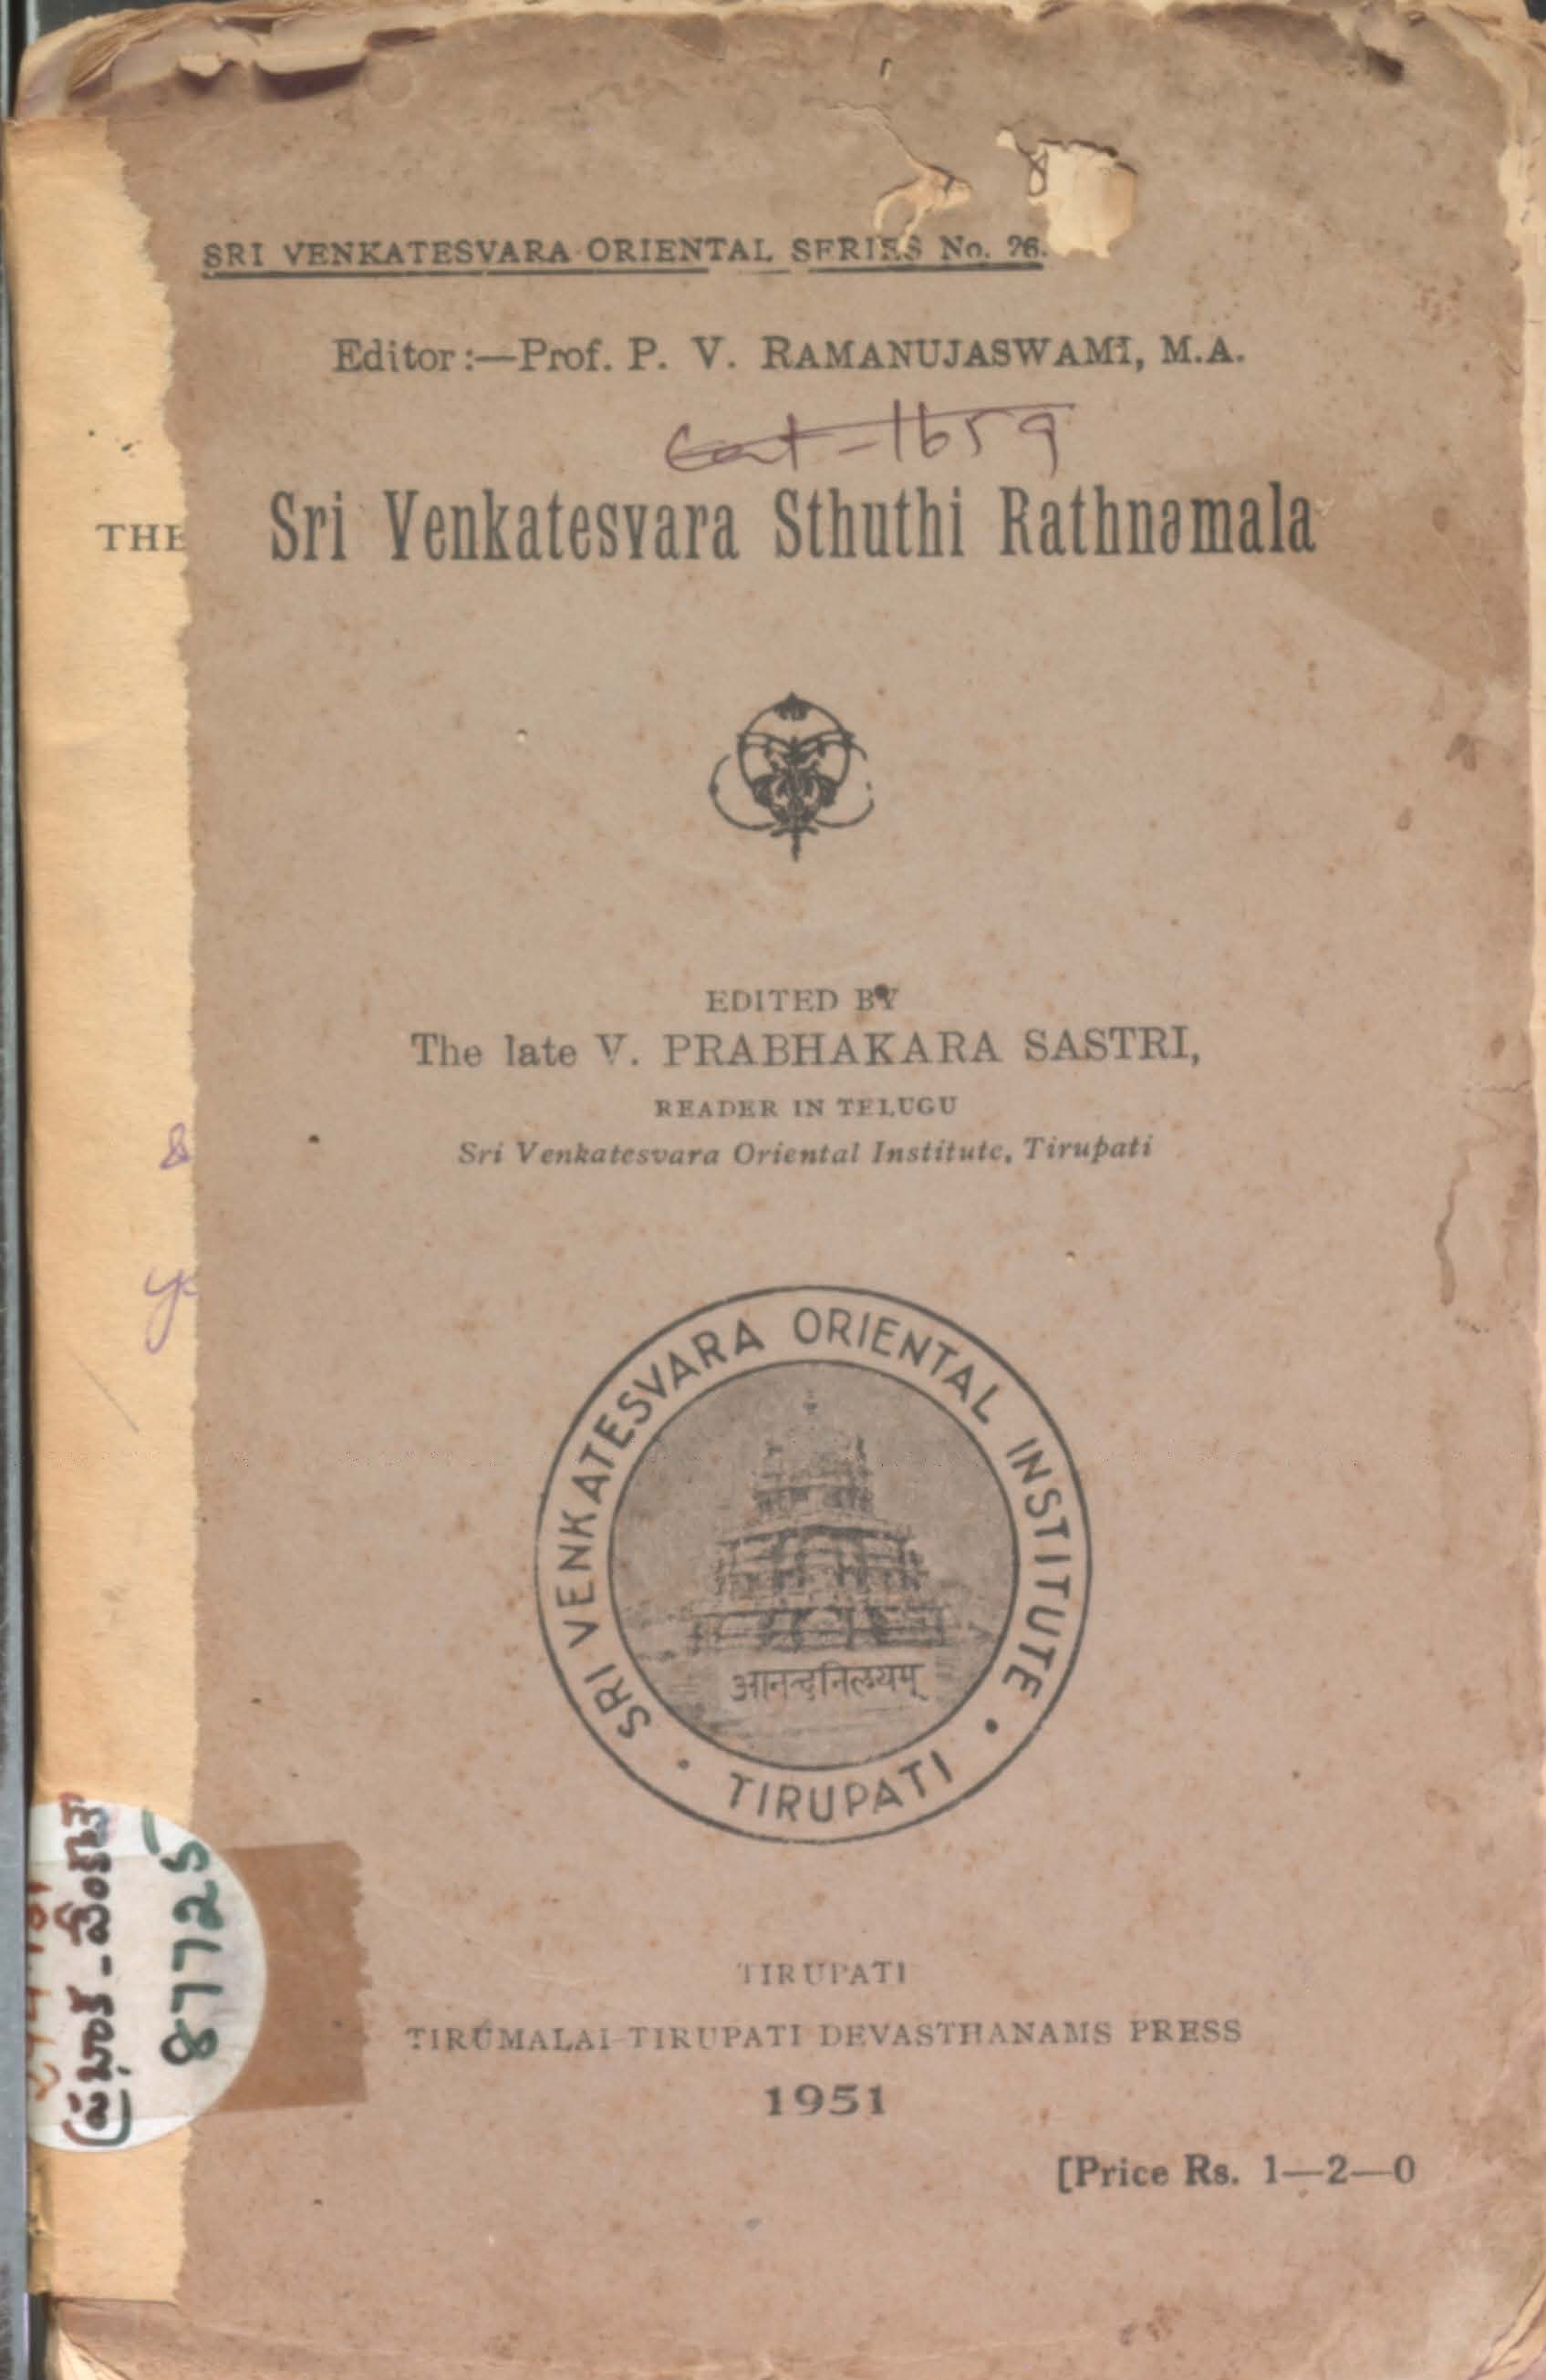 SRI VENKATESVARA ORIENTAL SERIES No. 26.
Editor:—Prof. P. V. RAMANUJASWAMI, M.A.
Cat-1659
THE
Sri Venkatesvara Sthuthi Rathnamala
EDITED BY
The late V. PRABHAKARA SASTRI,
READER IN TELUGU
Sri Venkatesvara Oriental Institute, Tirupati
&
SRI VENKATESVARA ORIENTAL INSTITUTE
आनन्दनिलयम्
• TIRUPATI •
87725
TIRUPATI
TIRUMALAI-TIRUPATI DEVASTHANAMS PRESS
1951
[Price Rs. 1—2—0